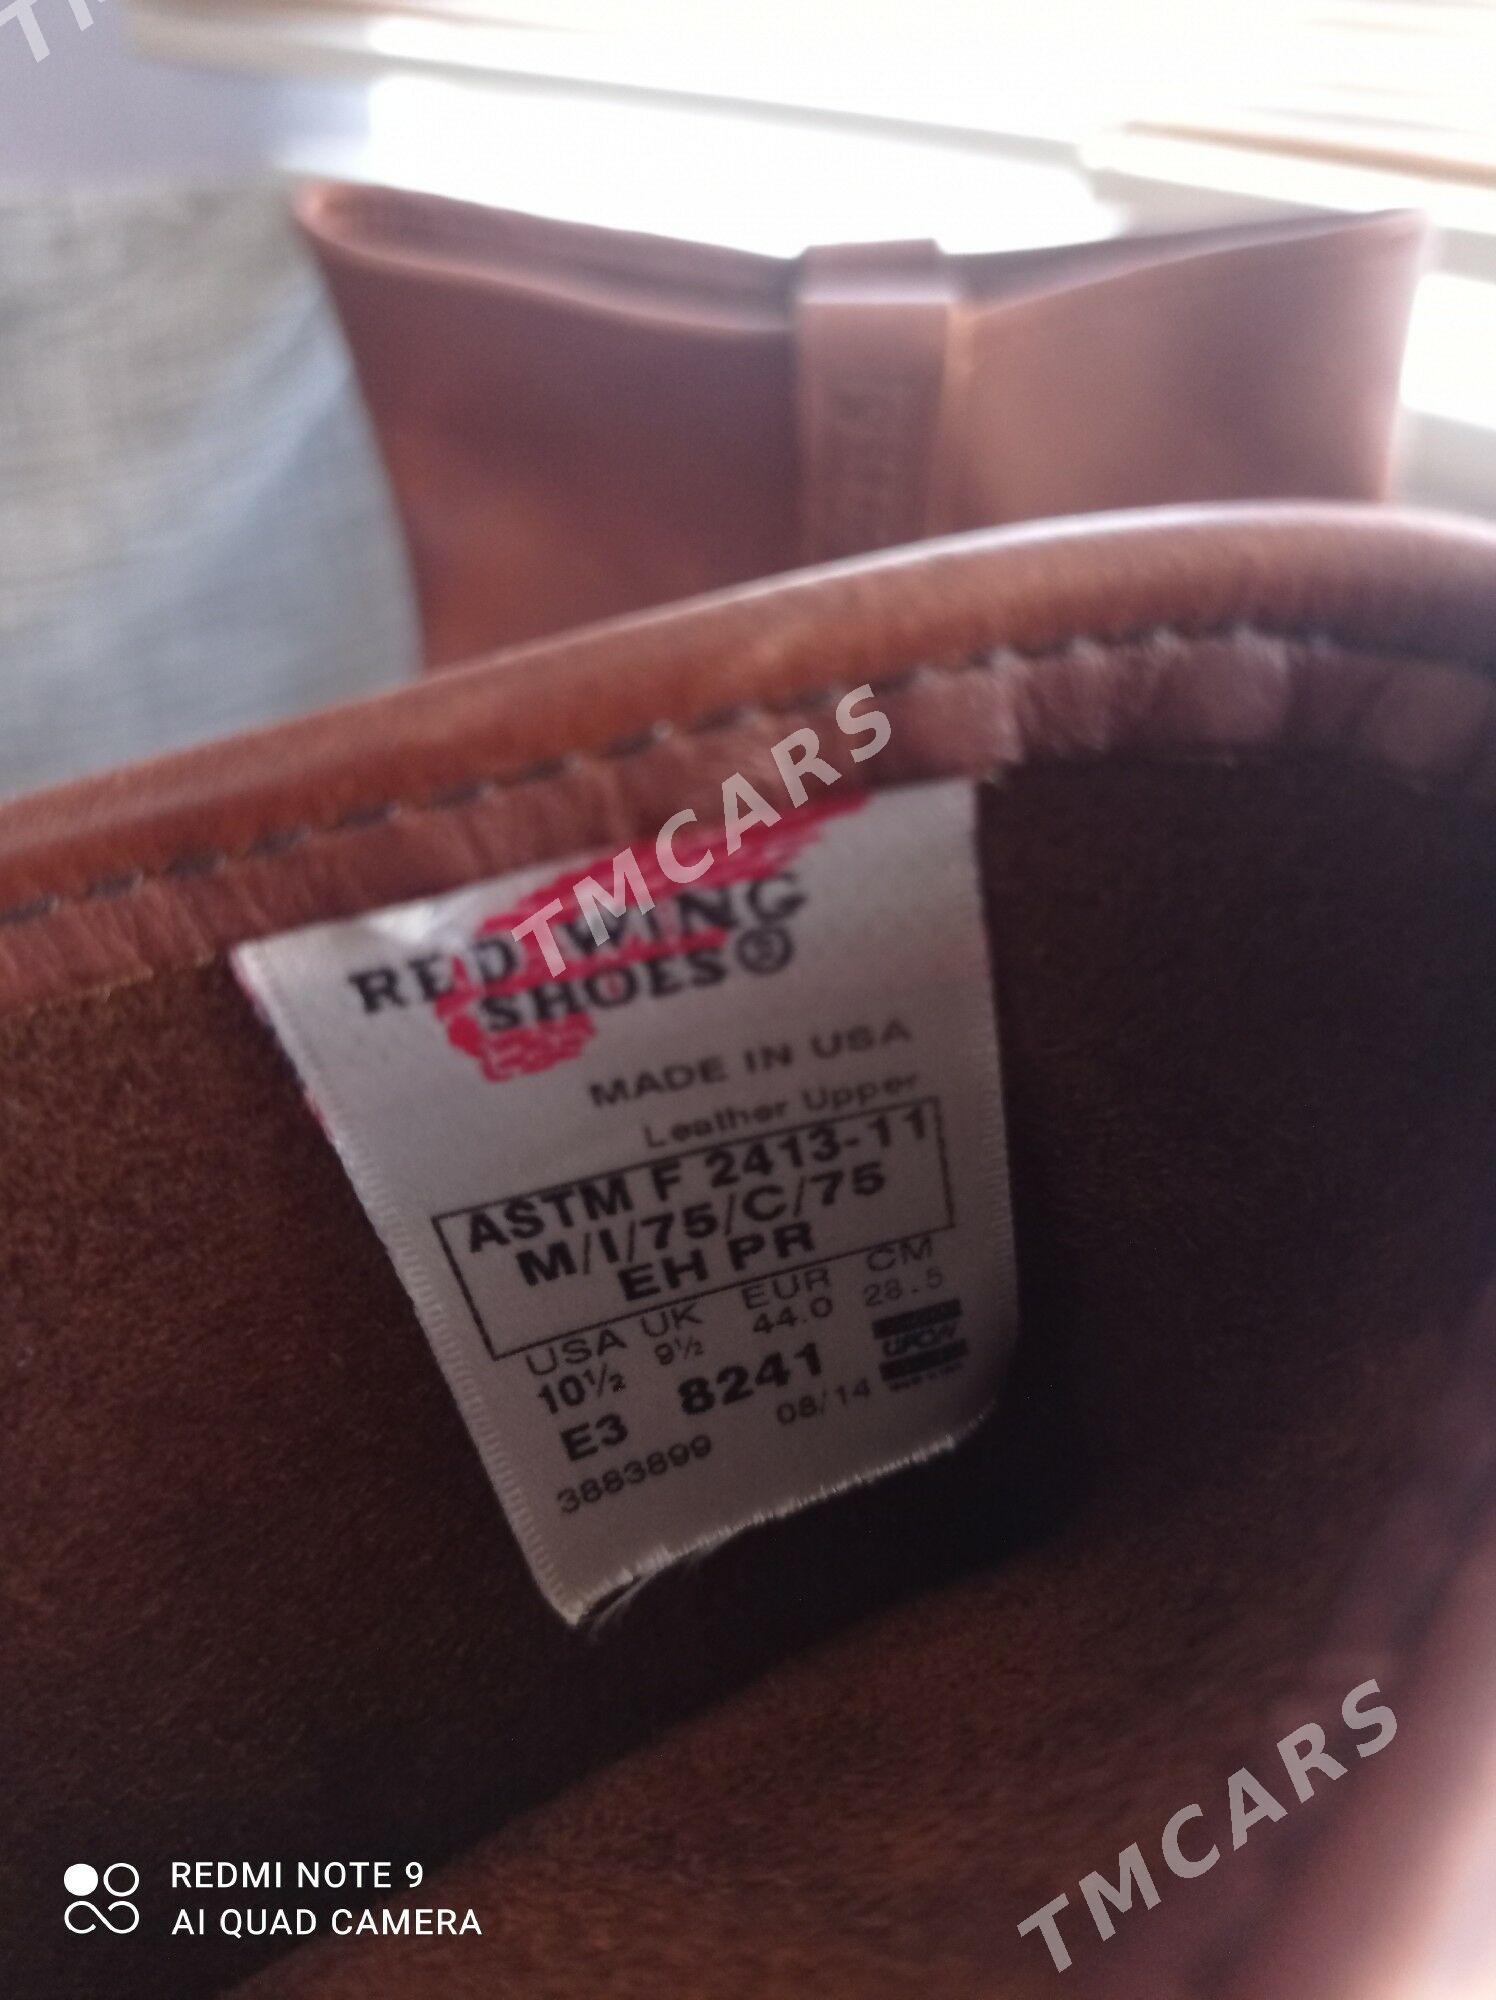 RED WING
SHOES®
MADE IN USA
Leather Upper
ASTM F 2413-11
M/I/75/C/75
EH PR
USA UK EUR CM
10½ 9½ 44.0 28.5
E3 8241
3883899 08/14
UFCW
TMCARS
TMCARS
REDMI NOTE 9
AI QUAD CAMERA